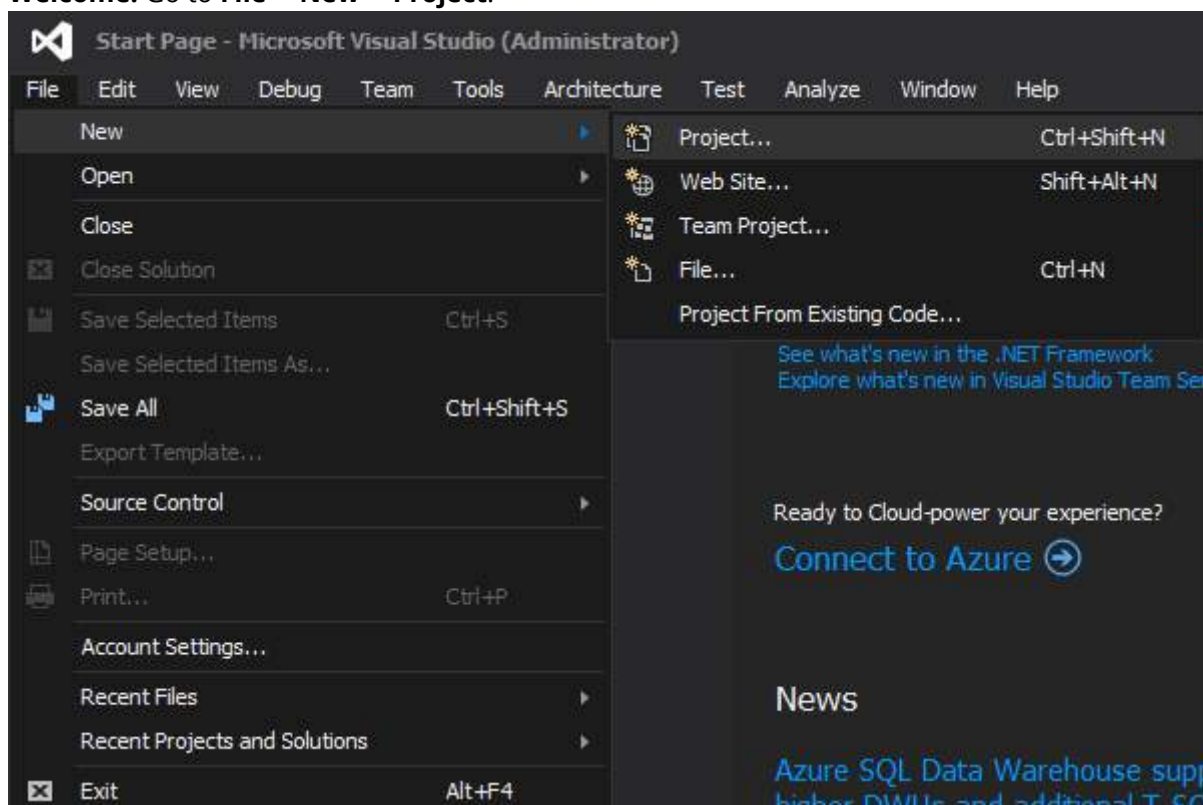 Start Page - Microsoft Visual Studio (Administrator)
File Edit View Debug Team Tools Architecture Test Analyze Window Help
New
Open
Close
Close Solution
Save Selected Items Ctrl+S
Save Selected Items As...
Save All Ctrl+Shift+S
Export Template...
Source Control
Page Setup...
Print... Ctrl+P
Account Settings...
Recent Files
Recent Projects and Solutions
Exit Alt+F4
Project... Ctrl+Shift+N
Web Site... Shift+Alt+N
Team Project...
File... Ctrl+N
Project From Existing Code...
See what's new in the .NET Framework
Explore what's new in Visual Studio Team
Ready to Cloud-power your experience?
Connect to Azure
News
Azure SQL Data Warehouse